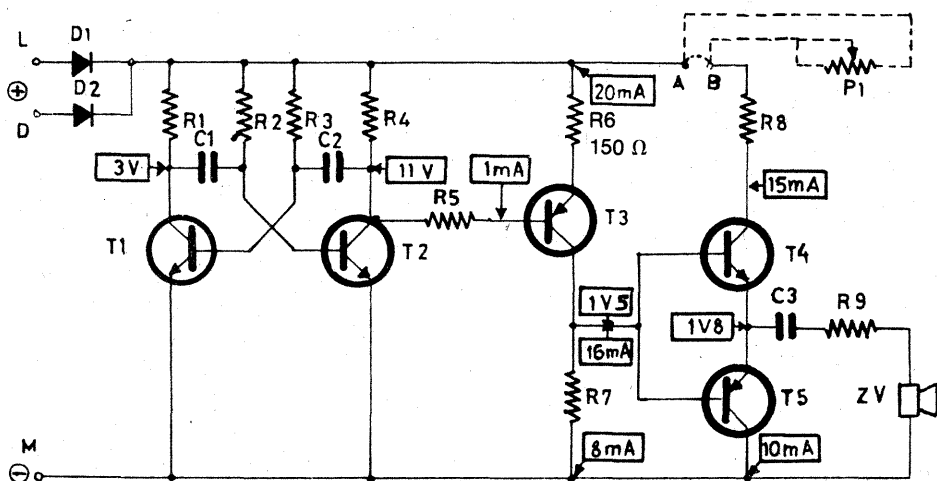 L
D1
⊕
D2
D
R1
C1
R2
R3
C2
R4
3V
11V
1mA
R5
20mA
A
B
P1
R6
150 Ω
R8
15mA
T1
T2
T3
T4
1V5
16mA
1V8
C3
R9
R7
T5
ZV
M
⊖
8mA
10mA